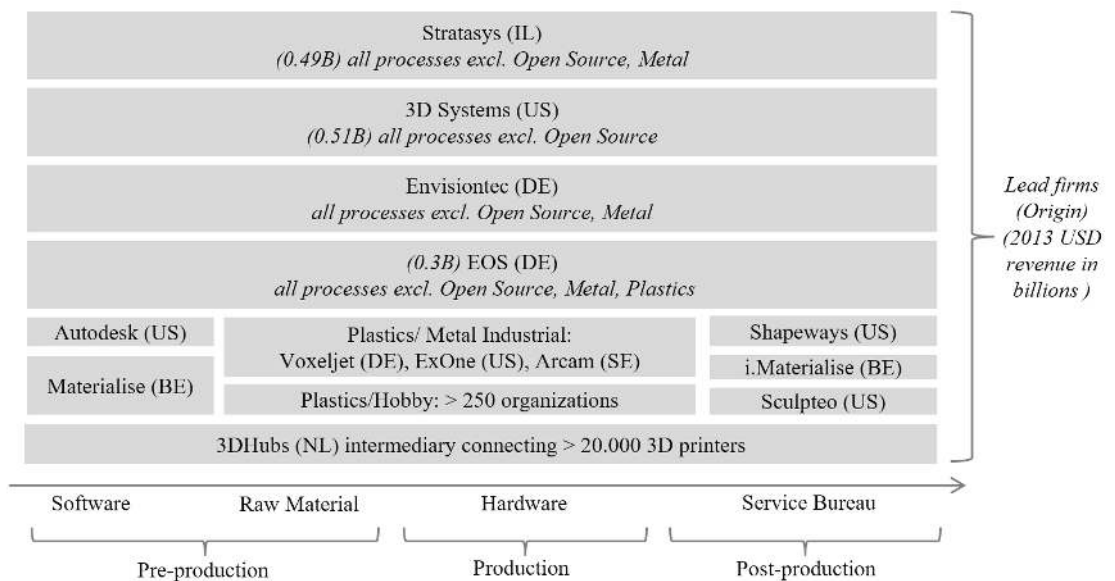 Stratasys (IL)
(0.49B) all processes excl. Open Source, Metal
3D Systems (US)
(0.51B) all processes excl. Open Source
Envisiontec (DE)
all processes excl. Open Source, Metal
(0.3B) EOS (DE)
all processes excl. Open Source, Metal, Plastics
Autodesk (US)
Materialise (BE)
Plastics/ Metal Industrial:
Voxeljet (DE), ExOne (US), Arcam (SE)
Plastics/Hobby: > 250 organizations
Shapeways (US)
i.Materialise (BE)
Sculpteo (US)
3DHubs (NL) intermediary connecting > 20.000 3D printers
Lead firms
(Origin)
(2013 USD
revenue in
billions )
Software
Raw Material
Hardware
Service Bureau
Pre-production
Production
Post-production